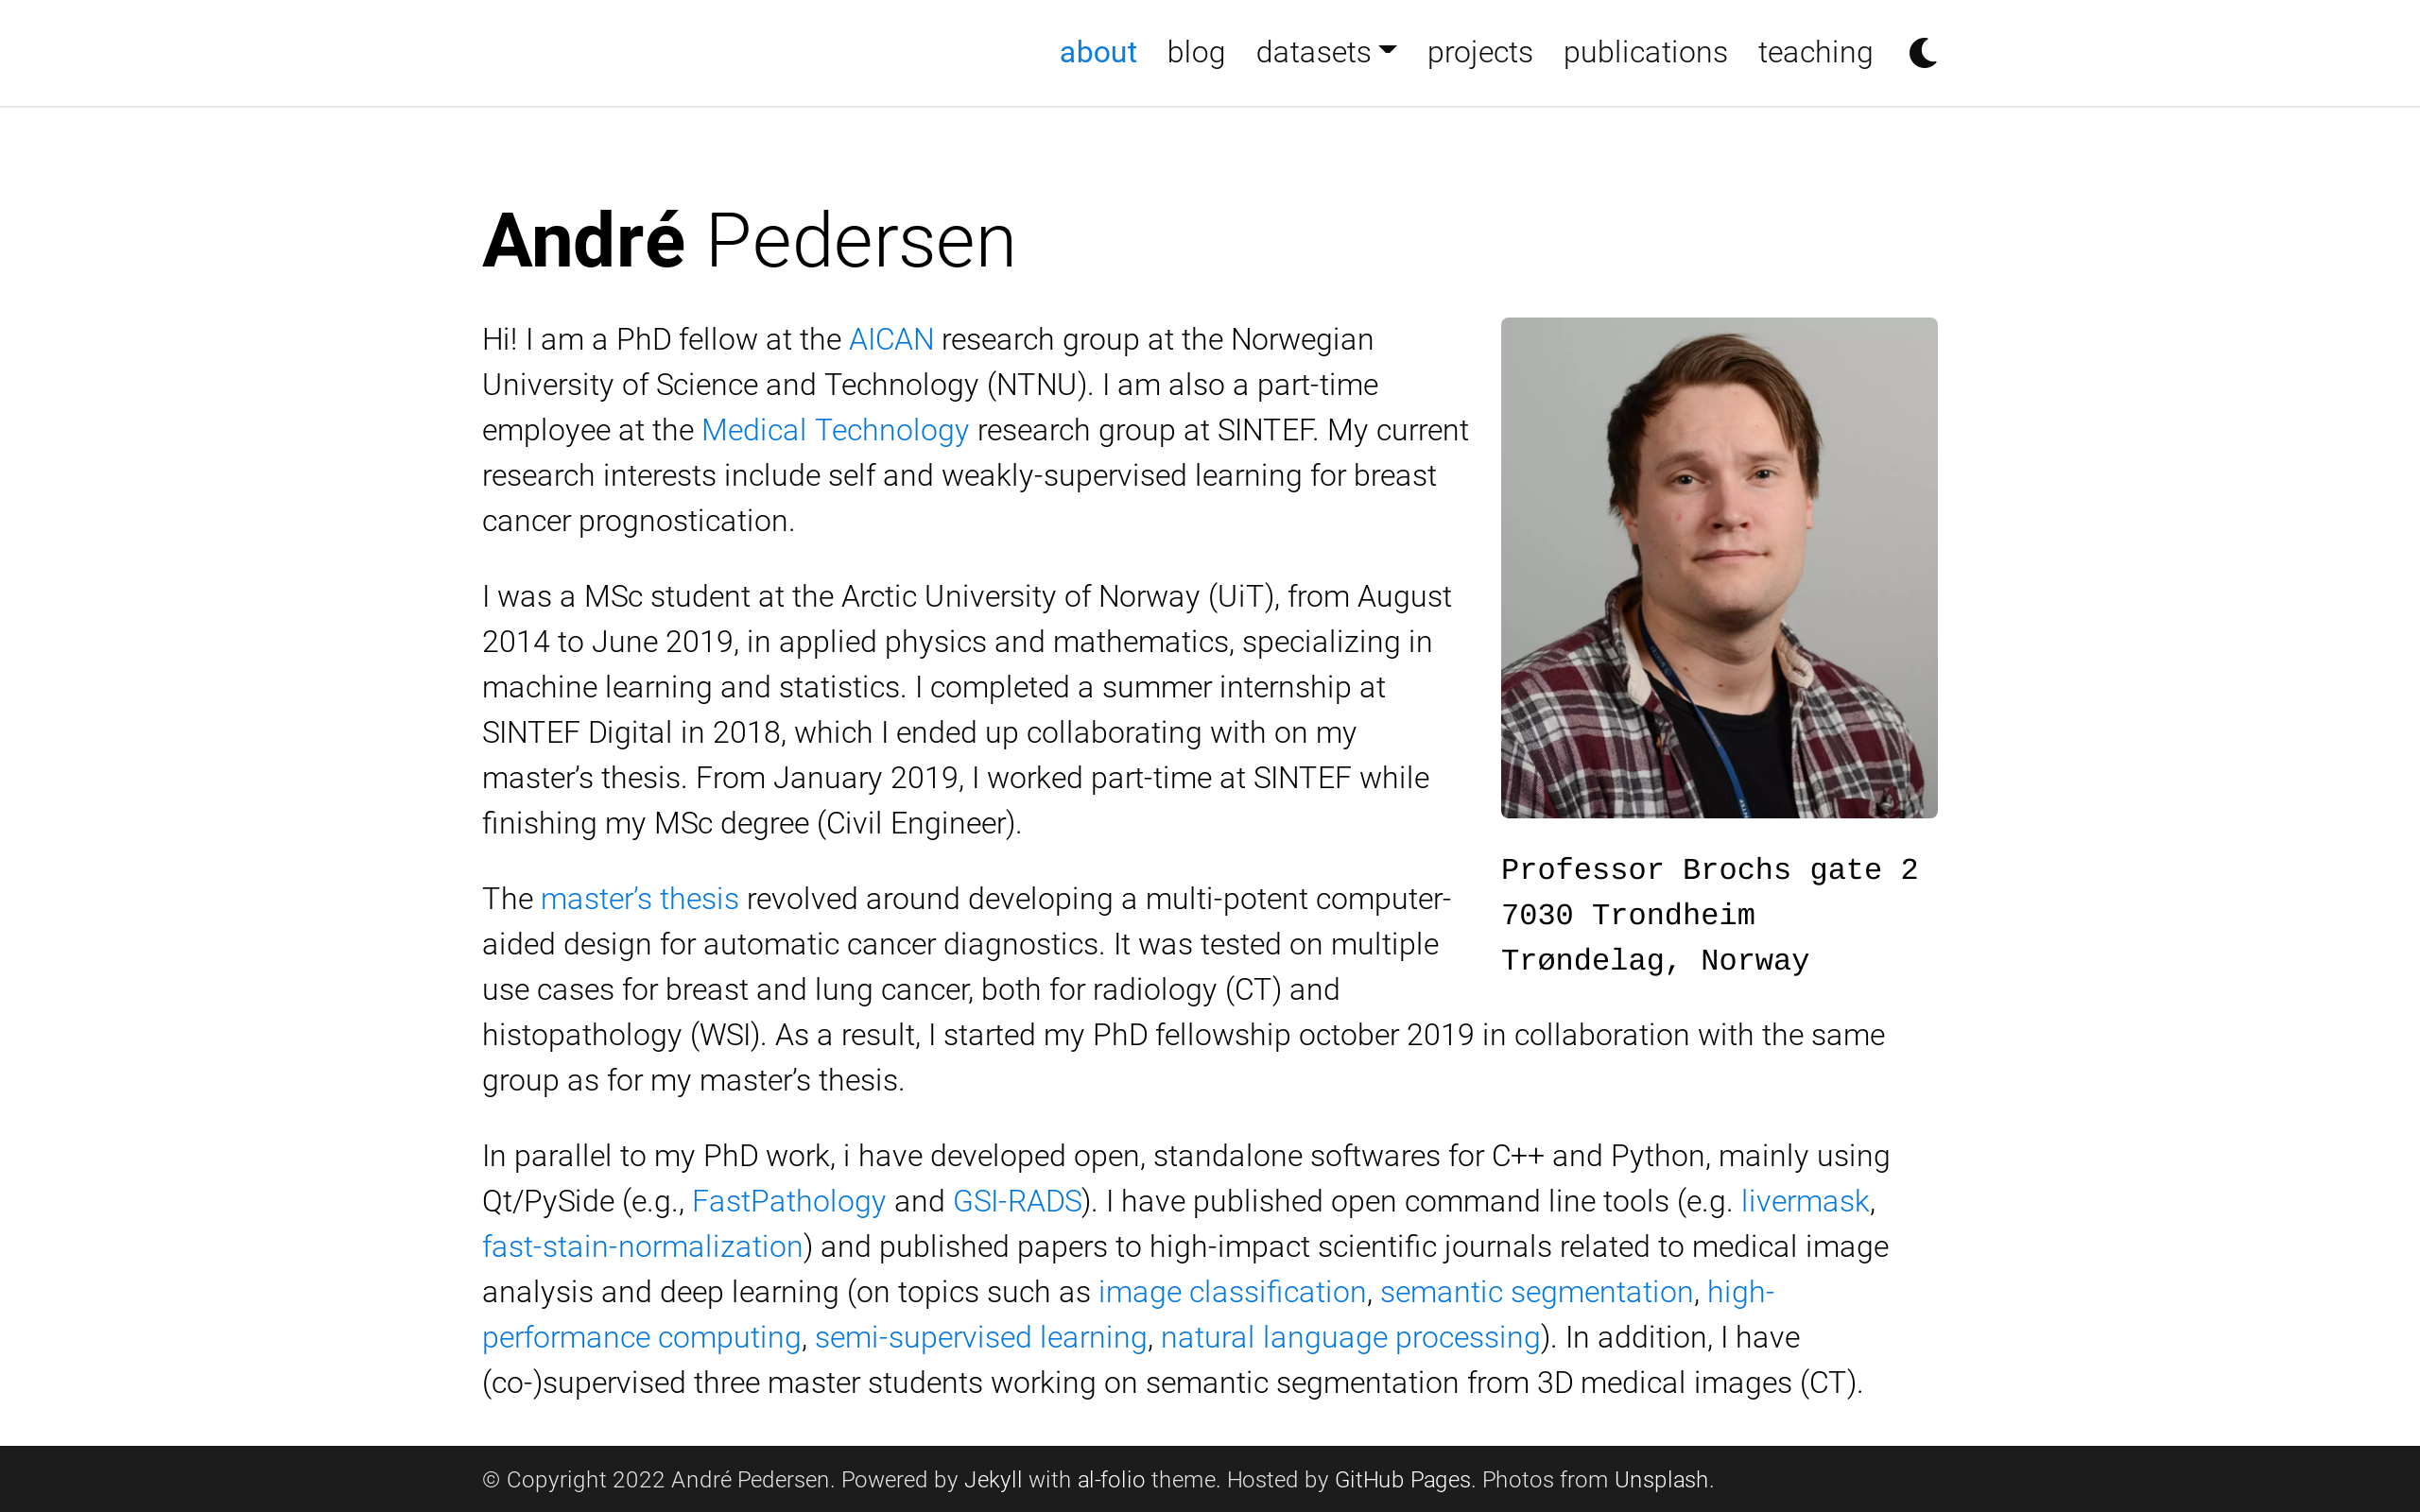 about blog datasets projects publications teaching
André Pedersen
Hi! I am a PhD fellow at the AICAN research group at the Norwegian
University of Science and Technology (NTNU). I am also a part-time
employee at the Medical Technology research group at SINTEF. My current
research interests include self and weakly-supervised learning for breast
cancer prognostication.
I was a MSc student at the Arctic University of Norway (UiT), from August
2014 to June 2019, in applied physics and mathematics, specializing in
machine learning and statistics. I completed a summer internship at
SINTEF Digital in 2018, which I ended up collaborating with on my
master’s thesis. From January 2019, I worked part-time at SINTEF while
finishing my MSc degree (Civil Engineer).
Professor Brochs gate 2
7030 Trondheim
Trøndelag, Norway
The master’s thesis revolved around developing a multi-potent computer-
aided design for automatic cancer diagnostics. It was tested on multiple
use cases for breast and lung cancer, both for radiology (CT) and
histopathology (WSI). As a result, I started my PhD fellowship october 2019 in collaboration with the same
group as for my master’s thesis.
In parallel to my PhD work, i have developed open, standalone softwares for C++ and Python, mainly using
Qt/PySide (e.g., FastPathology and GSI-RADS). I have published open command line tools (e.g. livermask,
fast-stain-normalization) and published papers to high-impact scientific journals related to medical image
analysis and deep learning (on topics such as image classification, semantic segmentation, high-
performance computing, semi-supervised learning, natural language processing). In addition, I have
(co-)supervised three master students working on semantic segmentation from 3D medical images (CT).
© Copyright 2022 André Pedersen. Powered by Jekyll with al-folio theme. Hosted by GitHub Pages. Photos from Unsplash.